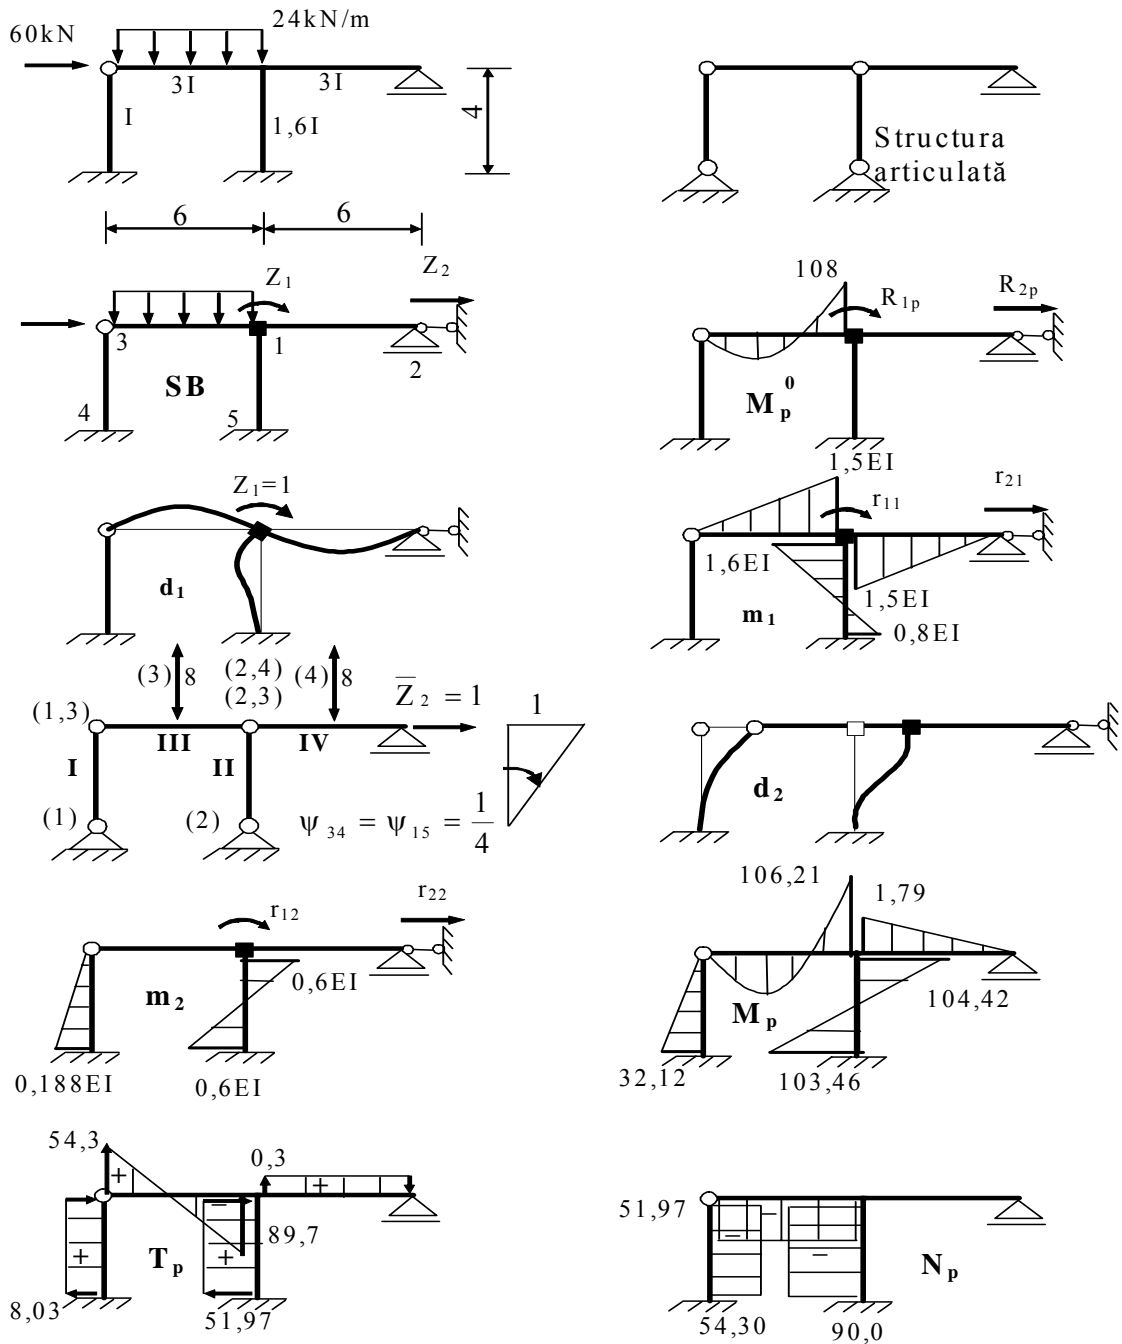 60kN
24kN/m
3I
3I
I
1,6I
4
Structura
articulată
6
6
Z1
Z2
3
1
2
SB
4
5
108
R1p
R2p
M⁰p
Z1=1
d1
1,5EI
r11
r21
1,6EI
1,5EI
m1
0,8EI
(3)
8
(2,4)
(2,3)
(4)
8
Z̄2 = 1
(1,3)
III
IV
I
II
(1)
(2)
ψ34 = ψ15 = 1/4
1
d2
r12
r22
0,6EI
m2
0,188EI
0,6EI
106,21
1,79
104,42
Mp
32,12
103,46
54,3
+
0,3
+
−
89,7
+
+
Tp
8,03
51,97
51,97
−
−
−
Np
54,30
90,0